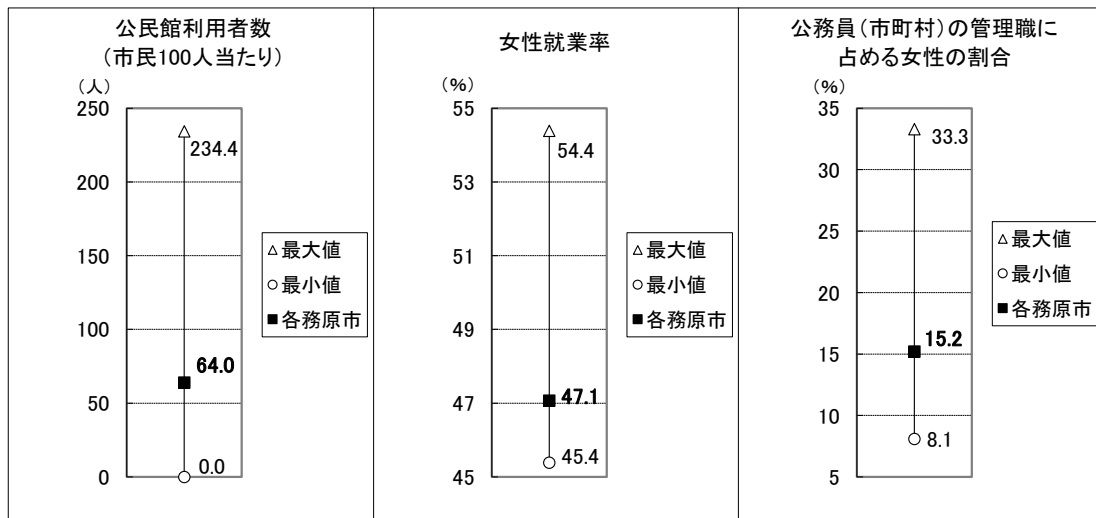 公民館利用者数
(市民100人当たり)
(人)
250
200
150
100
50
0
234.4
64.0
0.0
△最大値
○最小値
■各務原市
女性就業率
(%)
55
53
51
49
47
45
54.4
47.1
45.4
△最大値
○最小値
■各務原市
公務員(市町村)の管理職に
占める女性の割合
(%)
35
30
25
20
15
10
5
33.3
15.2
8.1
△最大値
○最小値
■各務原市